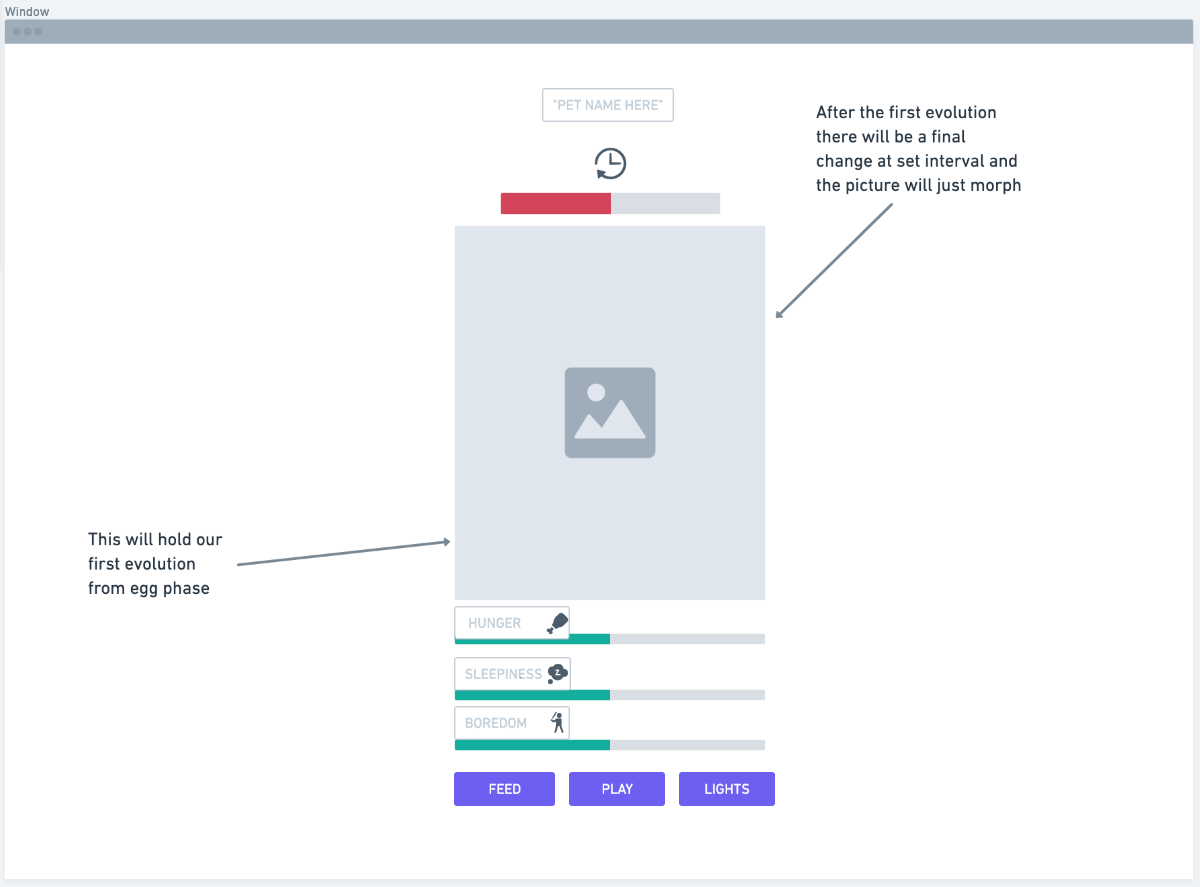 Window
"PET NAME HERE"
After the first evolution
there will be a final
change at set interval and
the picture will just morph
This will hold our
first evolution
from egg phase
HUNGER
SLEEPINESS
z
BOREDOM
FEED
PLAY
LIGHTS